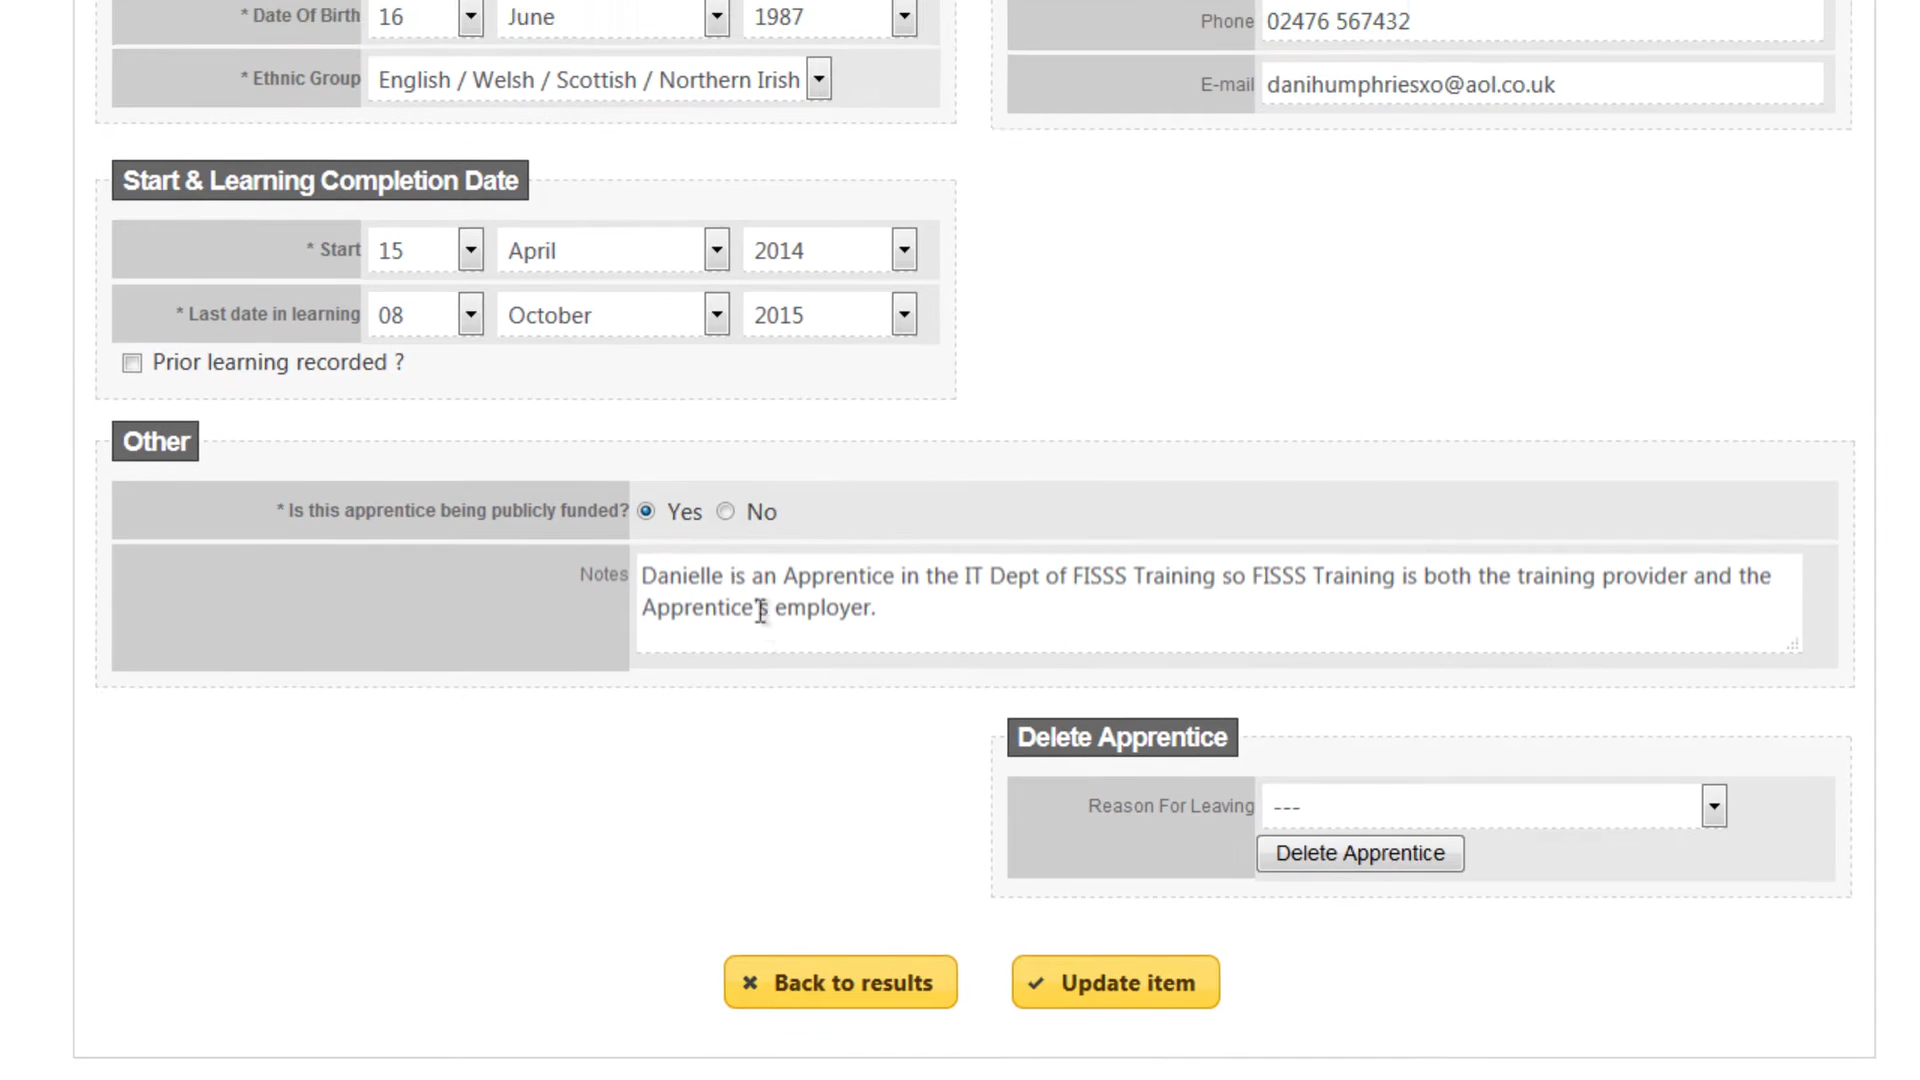 * Date Of Birth 16 June 1987
* Ethnic Group English / Welsh / Scottish / Northern Irish
Phone 02476 567432
E-mail danihumphriesxo@aol.co.uk
Start & Learning Completion Date
* Start 15 April 2014
* Last date in learning 08 October 2015
Prior learning recorded ?
Other
* Is this apprentice being publicly funded? Yes No
Notes Danielle is an Apprentice in the IT Dept of FISSS Training so FISSS Training is both the training provider and the
Apprentice's employer.
Delete Apprentice
Reason For Leaving ---
Delete Apprentice
Back to results Update item